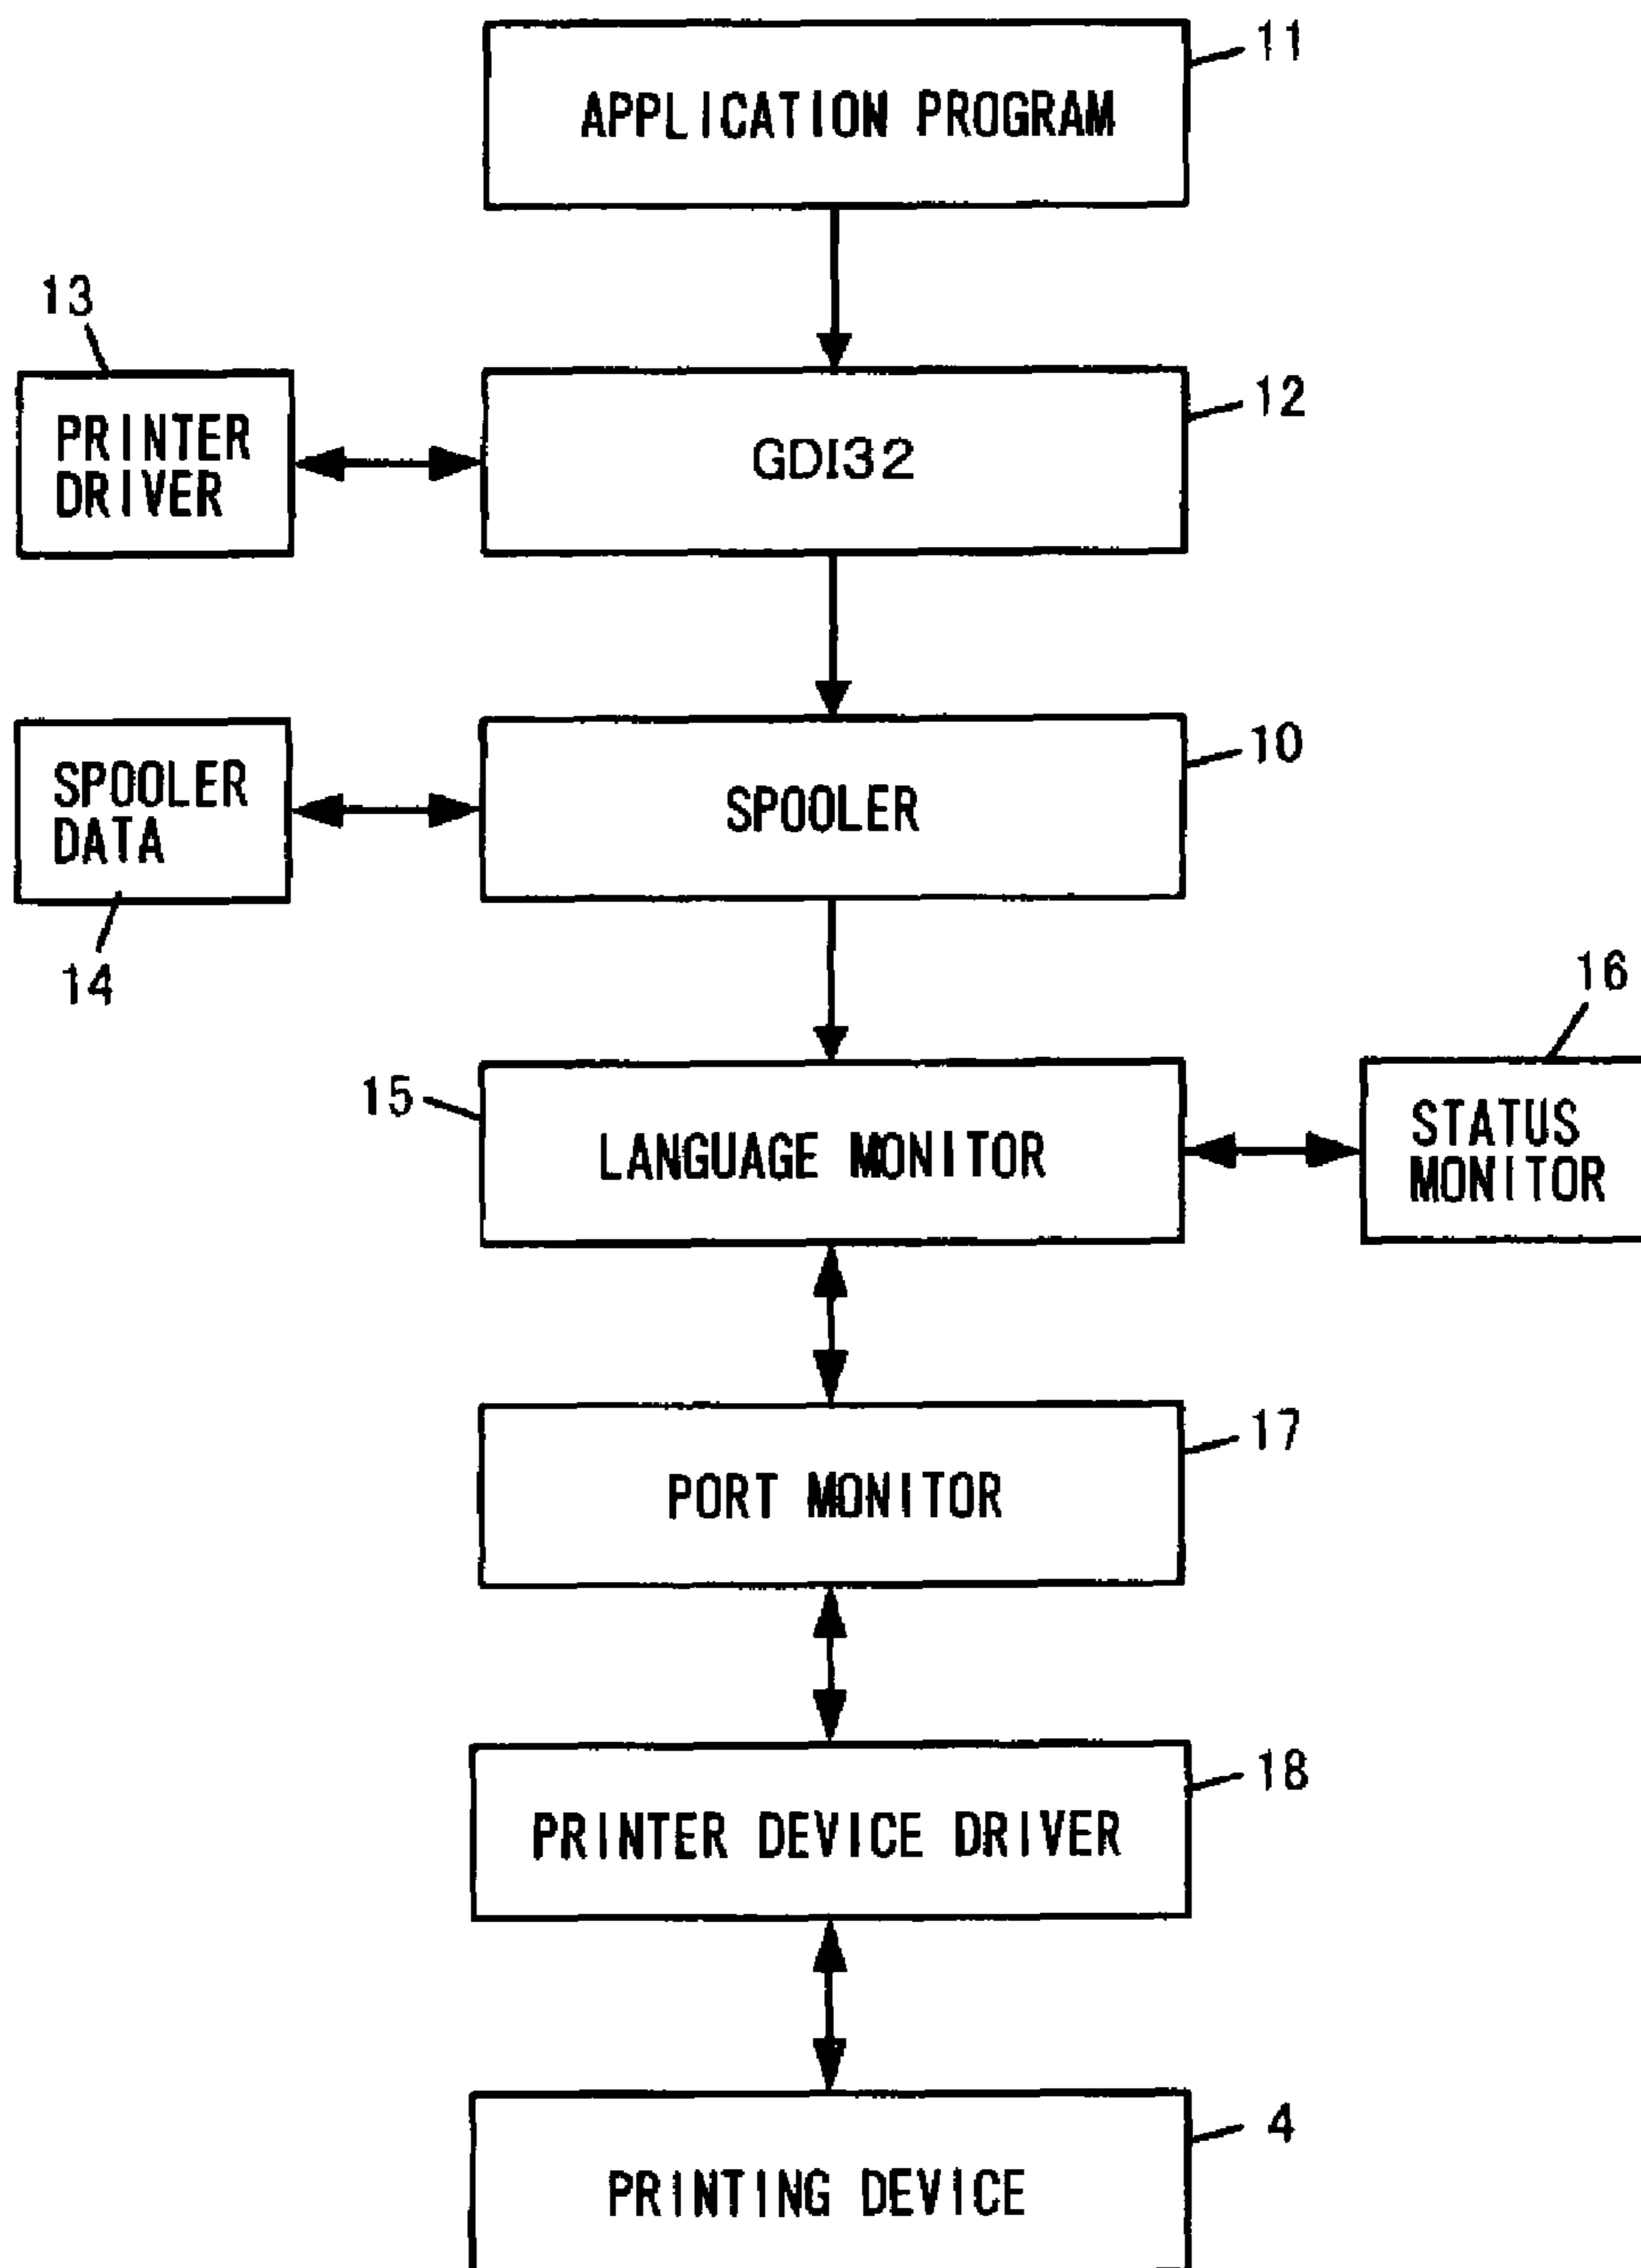 11
APPLICATION PROGRAM
13
12
PRINTER
DRIVER
GDI32
10
SPOOLER
DATA
SPOOLER
14
16
15
LANGUAGE MONITOR
STATUS
MONITOR
17
PORT MONITOR
18
PRINTER DEVICE DRIVER
4
PRINTING DEVICE